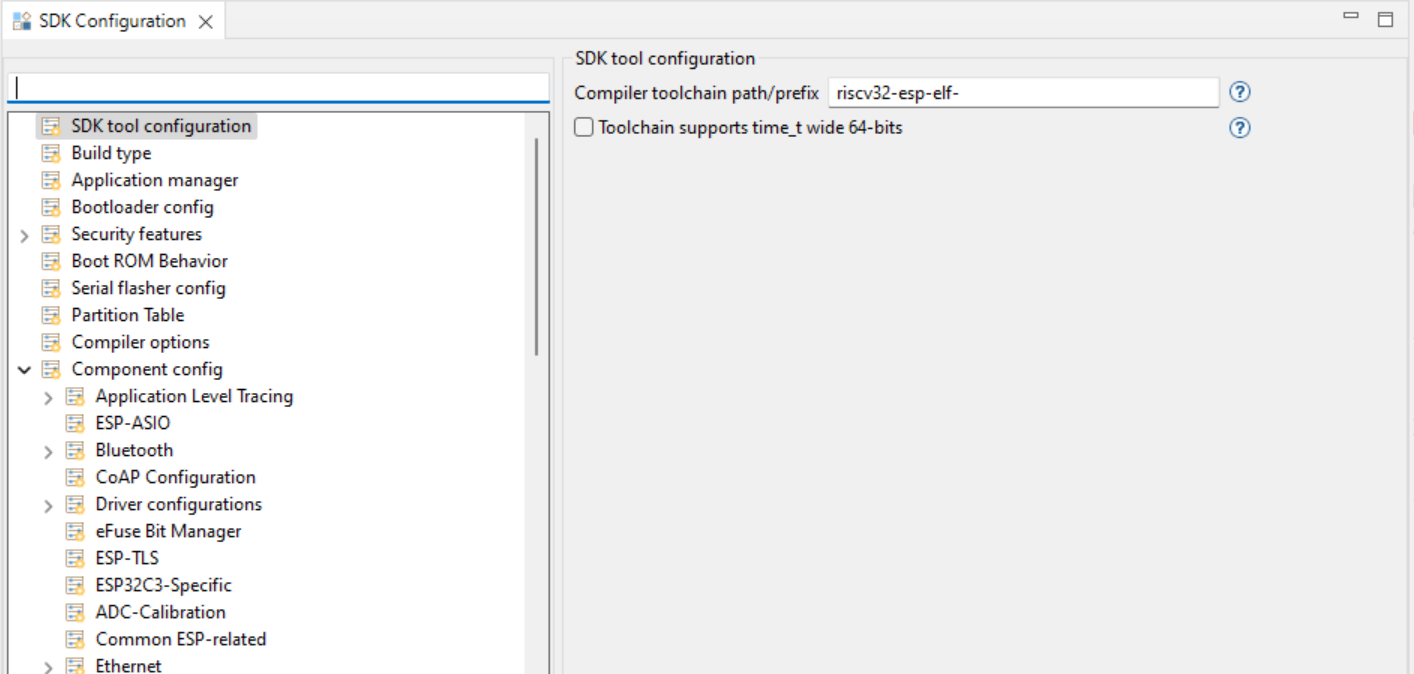 SDK Configuration
SDK tool configuration
Build type
Application manager
Bootloader config
Security features
Boot ROM Behavior
Serial flasher config
Partition Table
Compiler options
Component config
Application Level Tracing
ESP-ASIO
Bluetooth
CoAP Configuration
Driver configurations
eFuse Bit Manager
ESP-TLS
ESP32C3-Specific
ADC-Calibration
Common ESP-related
Ethernet
SDK tool configuration
Compiler toolchain path/prefix riscv32-esp-elf- ?
Toolchain supports time_t wide 64-bits ?